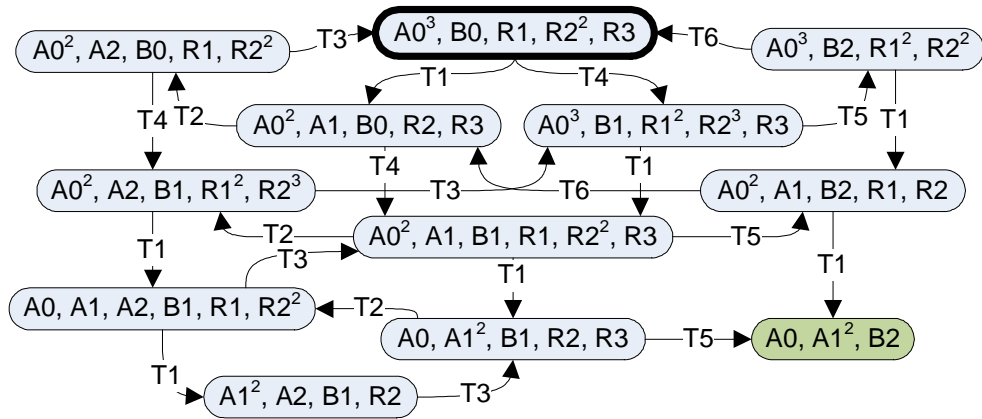 A0³, B0, R1, R2², R3
A0², A2, B0, R1, R2²
T3
T6
A0³, B2, R1², R2²
T1
T4
T4
T2
A0², A1, B0, R2, R3
A0³, B1, R1², R2³, R3
T5
T1
T4
T1
A0², A2, B1, R1², R2³
T3
T6
A0², A1, B2, R1, R2
T2
A0², A1, B1, R1, R2², R3
T5
T1
T3
T1
T1
A0, A1, A2, B1, R1, R2²
T2
A0, A1², B1, R2, R3
T5
A0, A1², B2
T1
A1², A2, B1, R2
T3